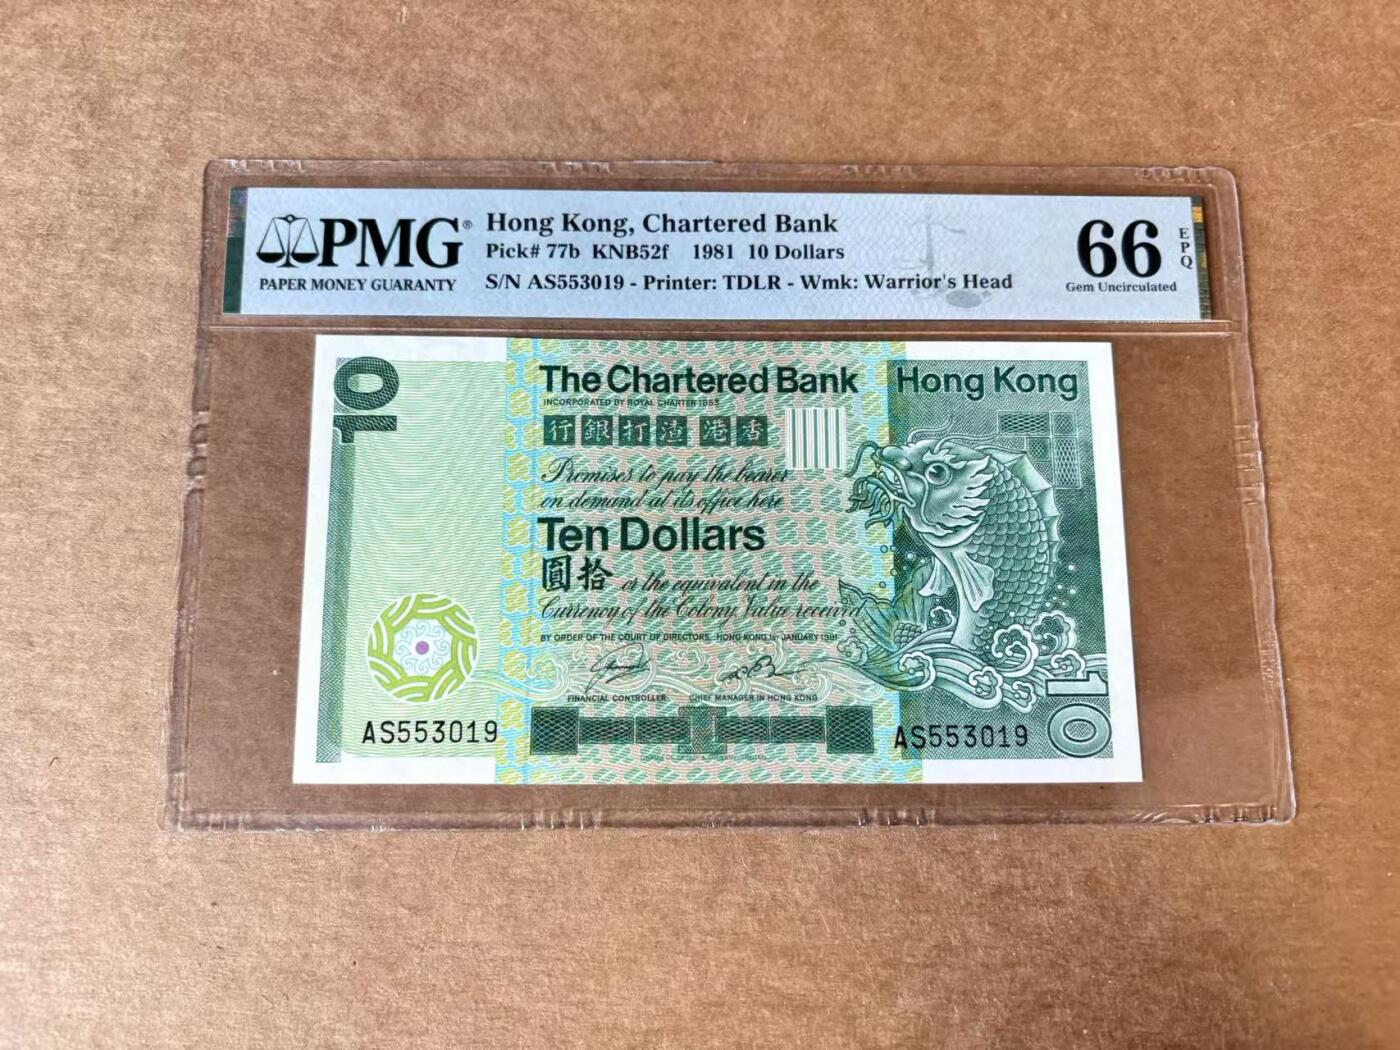 PMG®
PAPER MONEY GUARANTY
Hong Kong, Chartered Bank
Pick# 77b KNB52f 1981 10 Dollars
S/N AS553019 - Printer: TDLR - Wmk: Warrior's Head
66
EPQ
Gem Uncirculated
10
The Chartered Bank
Hong Kong
INCORPORATED BY ROYAL CHARTER 1853
行銀打渣港香
Promises to pay the bearer
on demand at its office here
Ten Dollars
圓拾 or the equivalent in the
Currency of the Colony, Value received
BY ORDER OF THE COURT OF DIRECTORS HONG KONG 1ST JANUARY 1981
FINANCIAL CONTROLLER CHIEF MANAGER IN HONG KONG
AS553019
AS553019
10